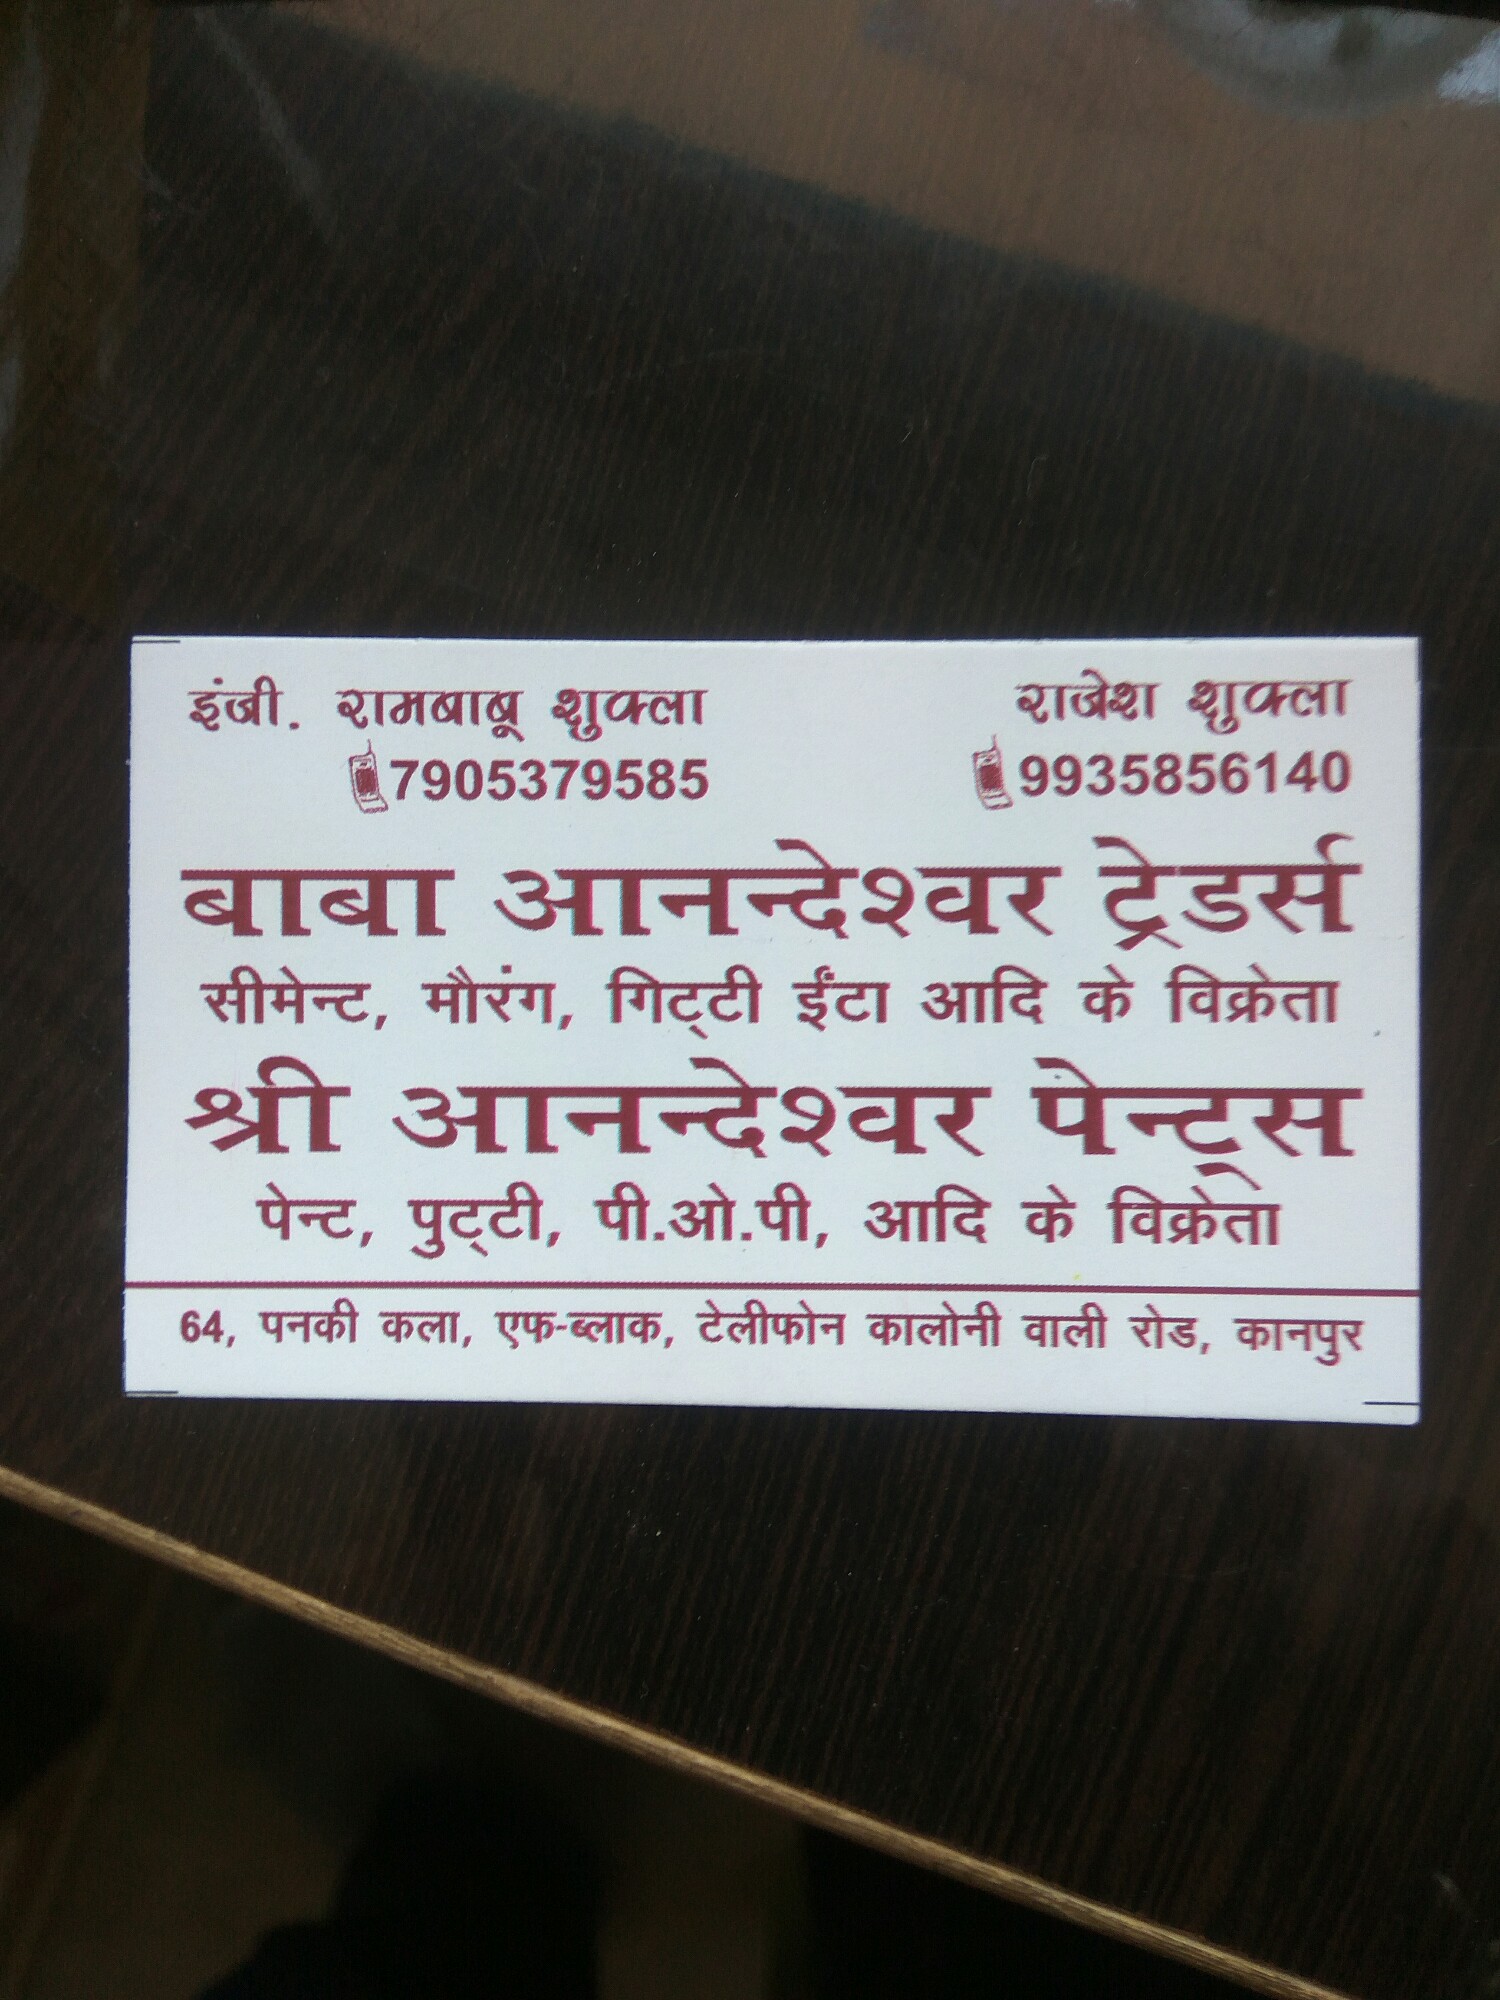 इंजी. रामबाबू शुक्ला
7905379585
राजेश शुक्ला
9935856140
बाबा आनन्देश्वर ट्रेडर्स
सीमेन्ट, मौरंग, गिट्टी ईंटा आदि के विक्रेता
श्री आनन्देश्वर पेन्ट्स
पेन्ट, पुट्टी, पी.ओ.पी, आदि के विक्रेता
64, पनकी कला, एफ-ब्लाक, टेलीफोन कालोनी वाली रोड, कानपुर